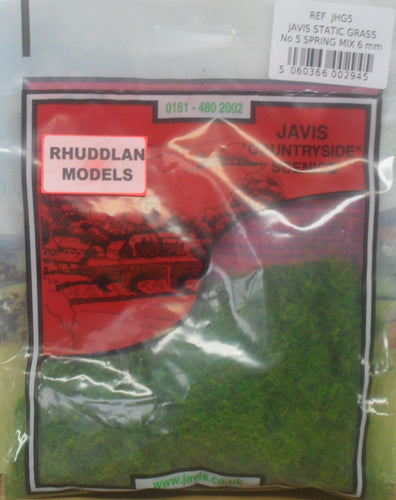 REF JHG5
JAVIS STATIC GRASS
No 5 SPRING MIX 6 mm
5 060366 002945
0161 - 480 2002
JAVIS
"COUNTRYSIDE"
SCENICS
RHUDDLAN
MODELS
www.javis.co.uk